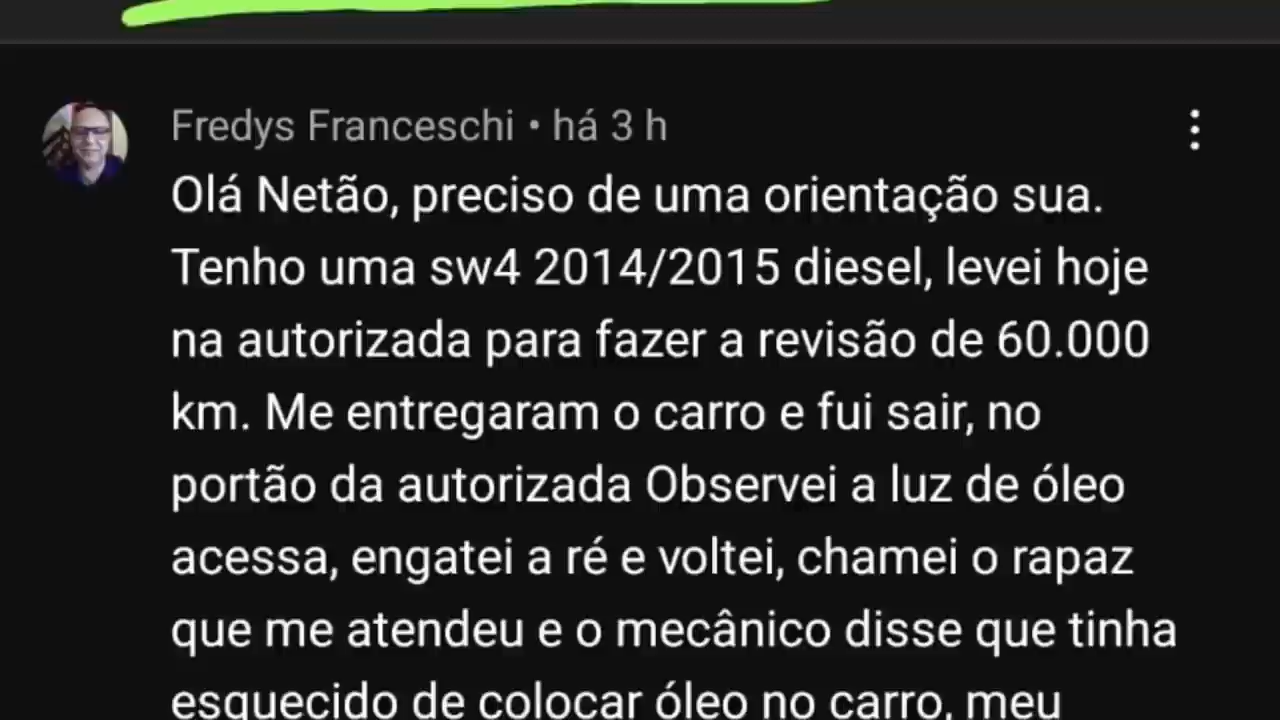 Fredys Franceschi • há 3 h
Olá Netão, preciso de uma orientação sua.
Tenho uma sw4 2014/2015 diesel, levei hoje
na autorizada para fazer a revisão de 60.000
km. Me entregaram o carro e fui sair, no
portão da autorizada Observei a luz de óleo
acessa, engatei a ré e voltei, chamei o rapaz
que me atendeu e o mecânico disse que tinha
esquecido de colocar óleo no carro, meu